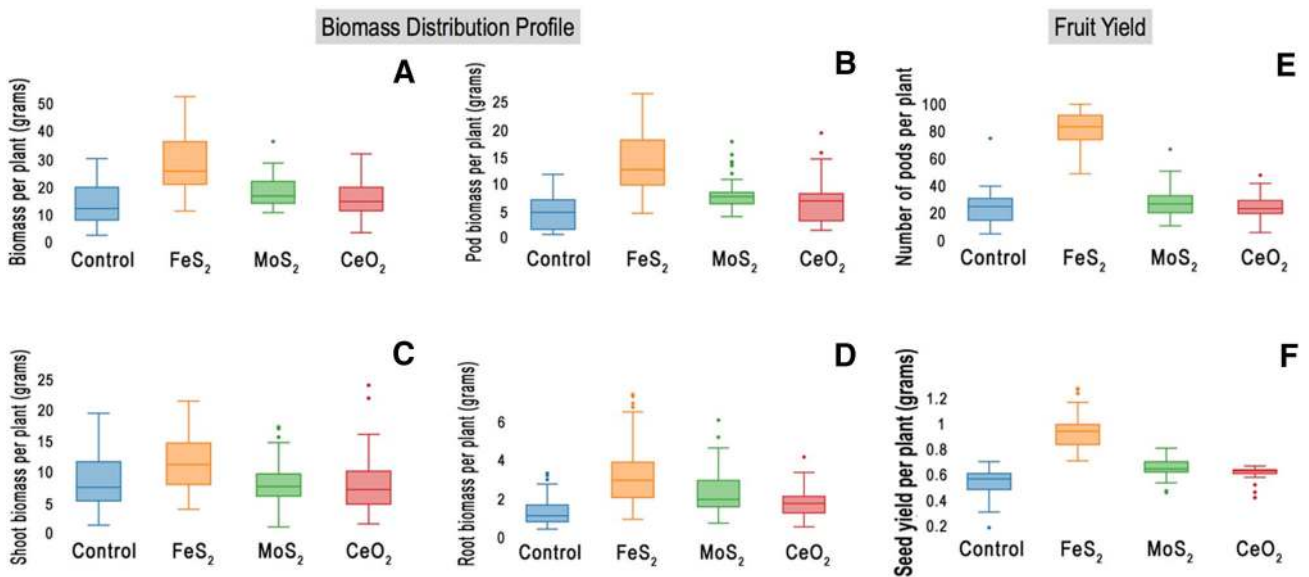 Biomass Distribution Profile
Fruit Yield
A
Biomass per plant (grams)
50
40
30
20
10
0
Control FeS₂ MoS₂ CeO₂
B
Pod biomass per plant (grams)
25
20
15
10
5
0
Control FeS₂ MoS₂ CeO₂
E
Number of pods per plant
100
80
60
40
20
0
Control FeS₂ MoS₂ CeO₂
C
Shoot biomass per plant (grams)
25
20
15
10
5
0
Control FeS₂ MoS₂ CeO₂
D
Root biomass per plant (grams)
6
4
2
0
Control FeS₂ MoS₂ CeO₂
F
Seed yield per plant (grams)
1.2
1
0.8
0.6
0.4
0.2
Control FeS₂ MoS₂ CeO₂